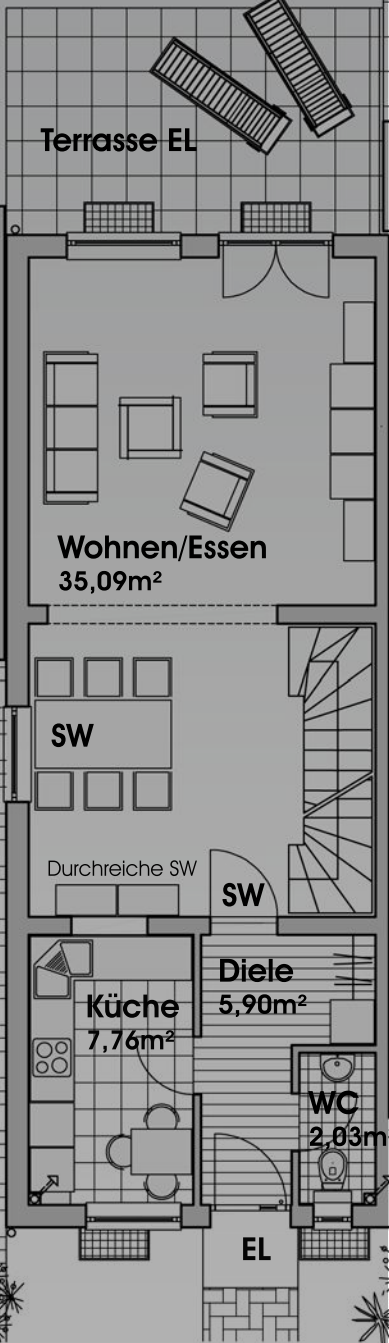 Terrasse EL
Wohnen/Essen
35,09m²
SW
Durchreiche SW
SW
Diele
5,90m²
Küche
7,76m²
WC
2,03m
EL